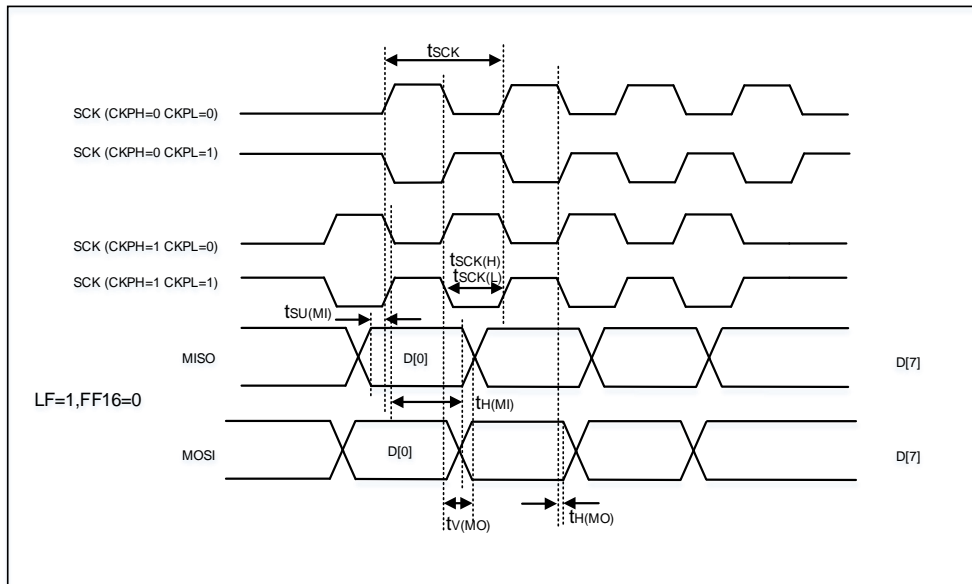 tSCK
SCK (CKPH=0 CKPL=0)
SCK (CKPH=0 CKPL=1)
SCK (CKPH=1 CKPL=0)
tSCK(H)
SCK (CKPH=1 CKPL=1)
tSCK(L)
tSU(MI)
MISO
D[0]
D[7]
LF=1,FF16=0
tH(MI)
MOSI
D[0]
D[7]
tV(MO)
tH(MO)